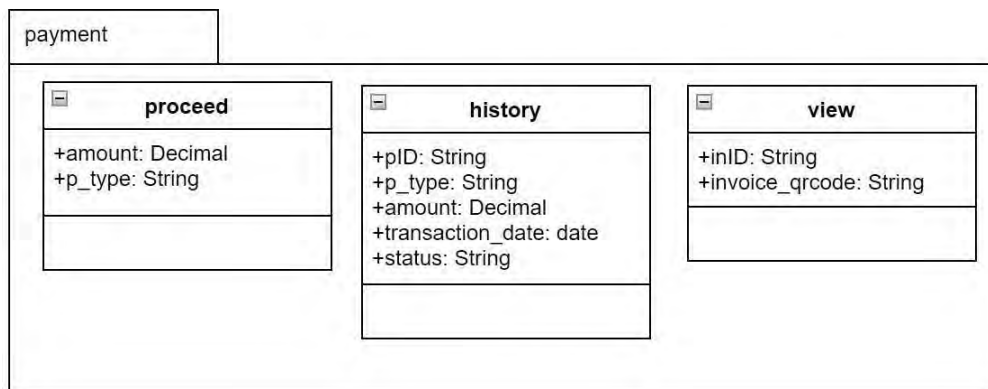 payment
proceed
+amount: Decimal
+p_type: String
history
+pID: String
+p_type: String
+amount: Decimal
+transaction_date: date
+status: String
view
+inID: String
+invoice_qrcode: String